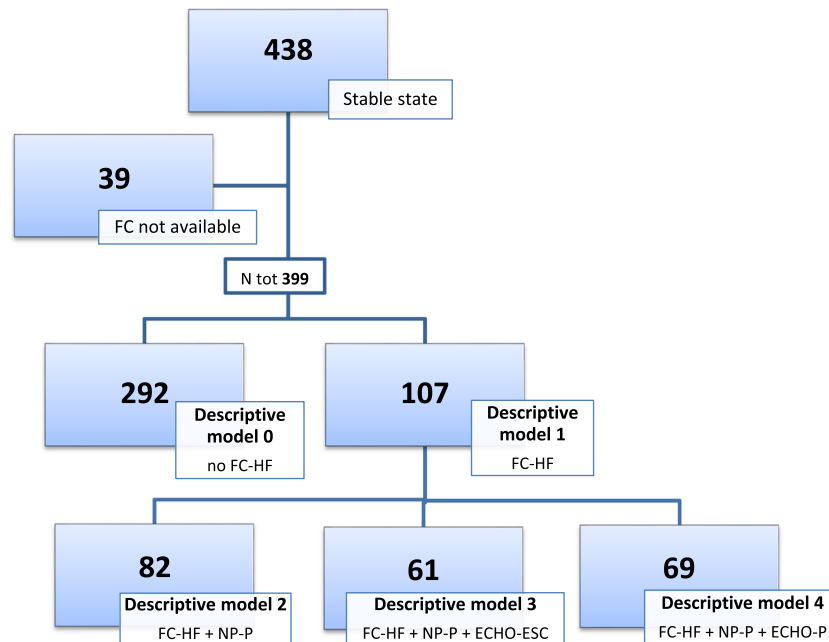 438
Stable state
39
FC not available
N tot 399
292
Descriptive
model 0
no FC-HF
107
Descriptive
model 1
FC-HF
82
Descriptive model 2
FC-HF + NP-P
61
Descriptive model 3
FC-HF + NP-P + ECHO-ESC
69
Descriptive model 4
FC-HF + NP-P + ECHO-P